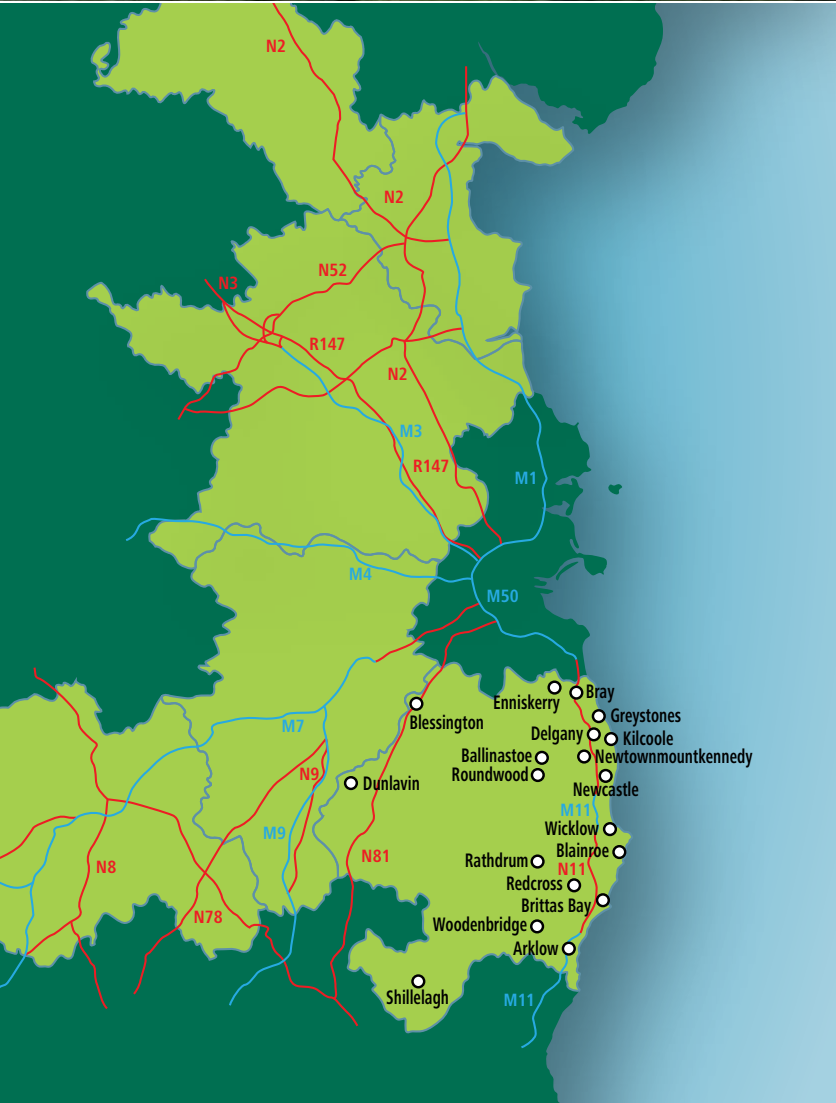 N2
N2
N52
N3
R147
N2
M3
R147
M1
M4
M50
Enniskerry
Bray
Blessington
Greystones
M7
Delgany
Kilcoole
Ballinastoe
Newtownmountkennedy
N9
Roundwood
Dunlavin
Newcastle
M11
M9
Wicklow
Blainroe
N81
Rathdrum
N8
N11
Redcross
Brittas Bay
N78
Woodenbridge
Arklow
Shillelagh
M11